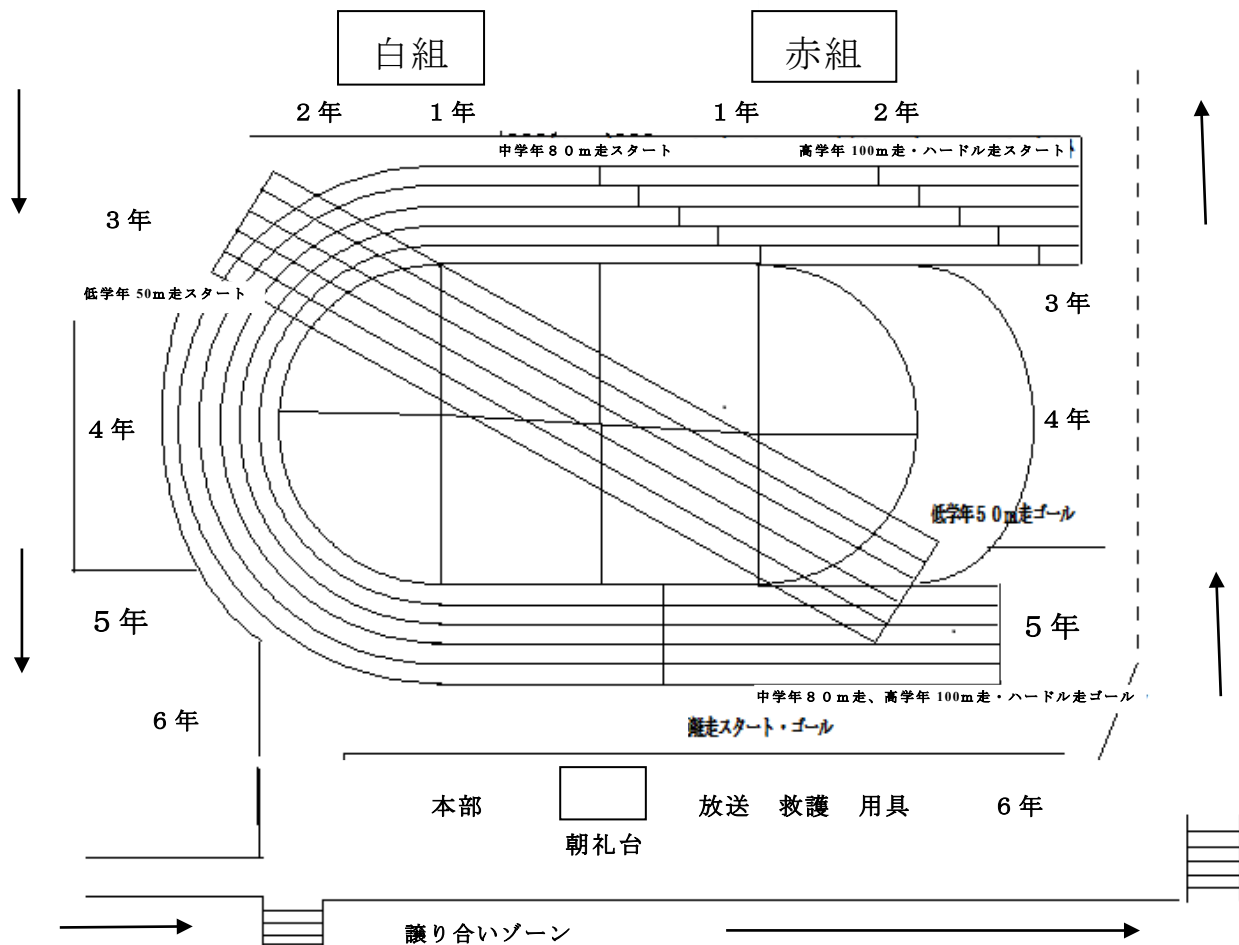 白組
赤組
2年
1年
1年
2年
中学年80m走スタート
高学年100m走・ハードル走スタート
3年
低学年50m走スタート
3年
4年
4年
低学年50m走ゴール
5年
5年
中学年80m走、高学年100m走・ハードル走ゴール
6年
走スタート・ゴール
本部
放送
救護
用具
6年
朝礼台
譲り合いゾーン